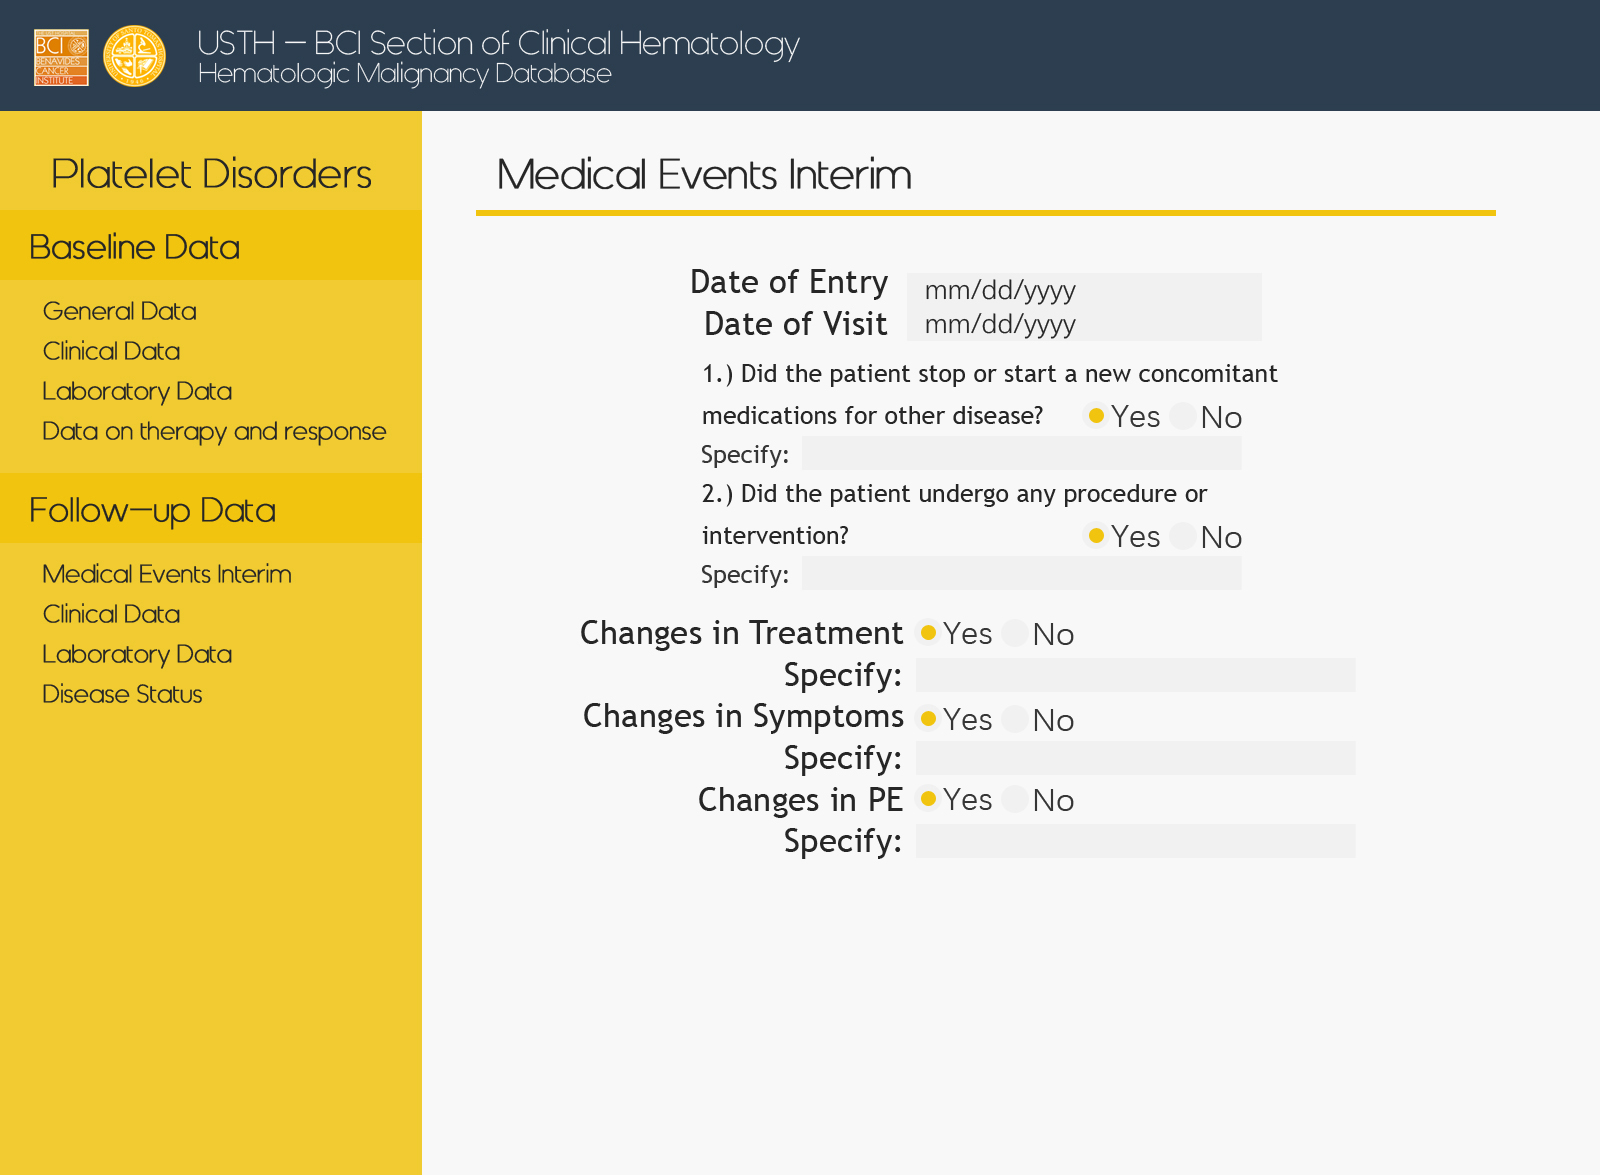 BCI
BENAVIDES
CANCER
INSTITUTE
USTH – BCI Section of Clinical Hematology
Hematologic Malignancy Database
Platelet Disorders
Baseline Data
General Data
Clinical Data
Laboratory Data
Data on therapy and response
Follow-up Data
Medical Events Interim
Clinical Data
Laboratory Data
Disease Status
Medical Events Interim
Date of Entry mm/dd/yyyy
Date of Visit mm/dd/yyyy
1.) Did the patient stop or start a new concomitant
medications for other disease? Yes No
Specify:
2.) Did the patient undergo any procedure or
intervention? Yes No
Specify:
Changes in Treatment Yes No
Specify:
Changes in Symptoms Yes No
Specify:
Changes in PE Yes No
Specify: